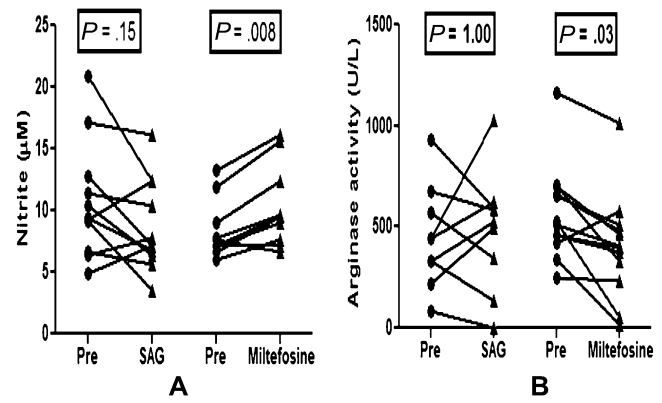 P = .15
P = .008
Nitrite (µM)
25
20
15
10
5
0
Pre
SAG
Pre
Miltefosine
A
P = 1.00
P = .03
Arginase activity (U/L)
1500
1000
500
0
Pre
SAG
Pre
Miltefosine
B